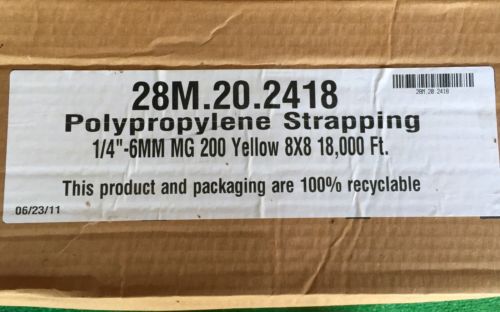 28M.20.2418
28M.20.2418
Polypropylene Strapping
1/4"-6MM MG 200 Yellow 8X8 18,000 Ft.
This product and packaging are 100% recyclable
06/23/11